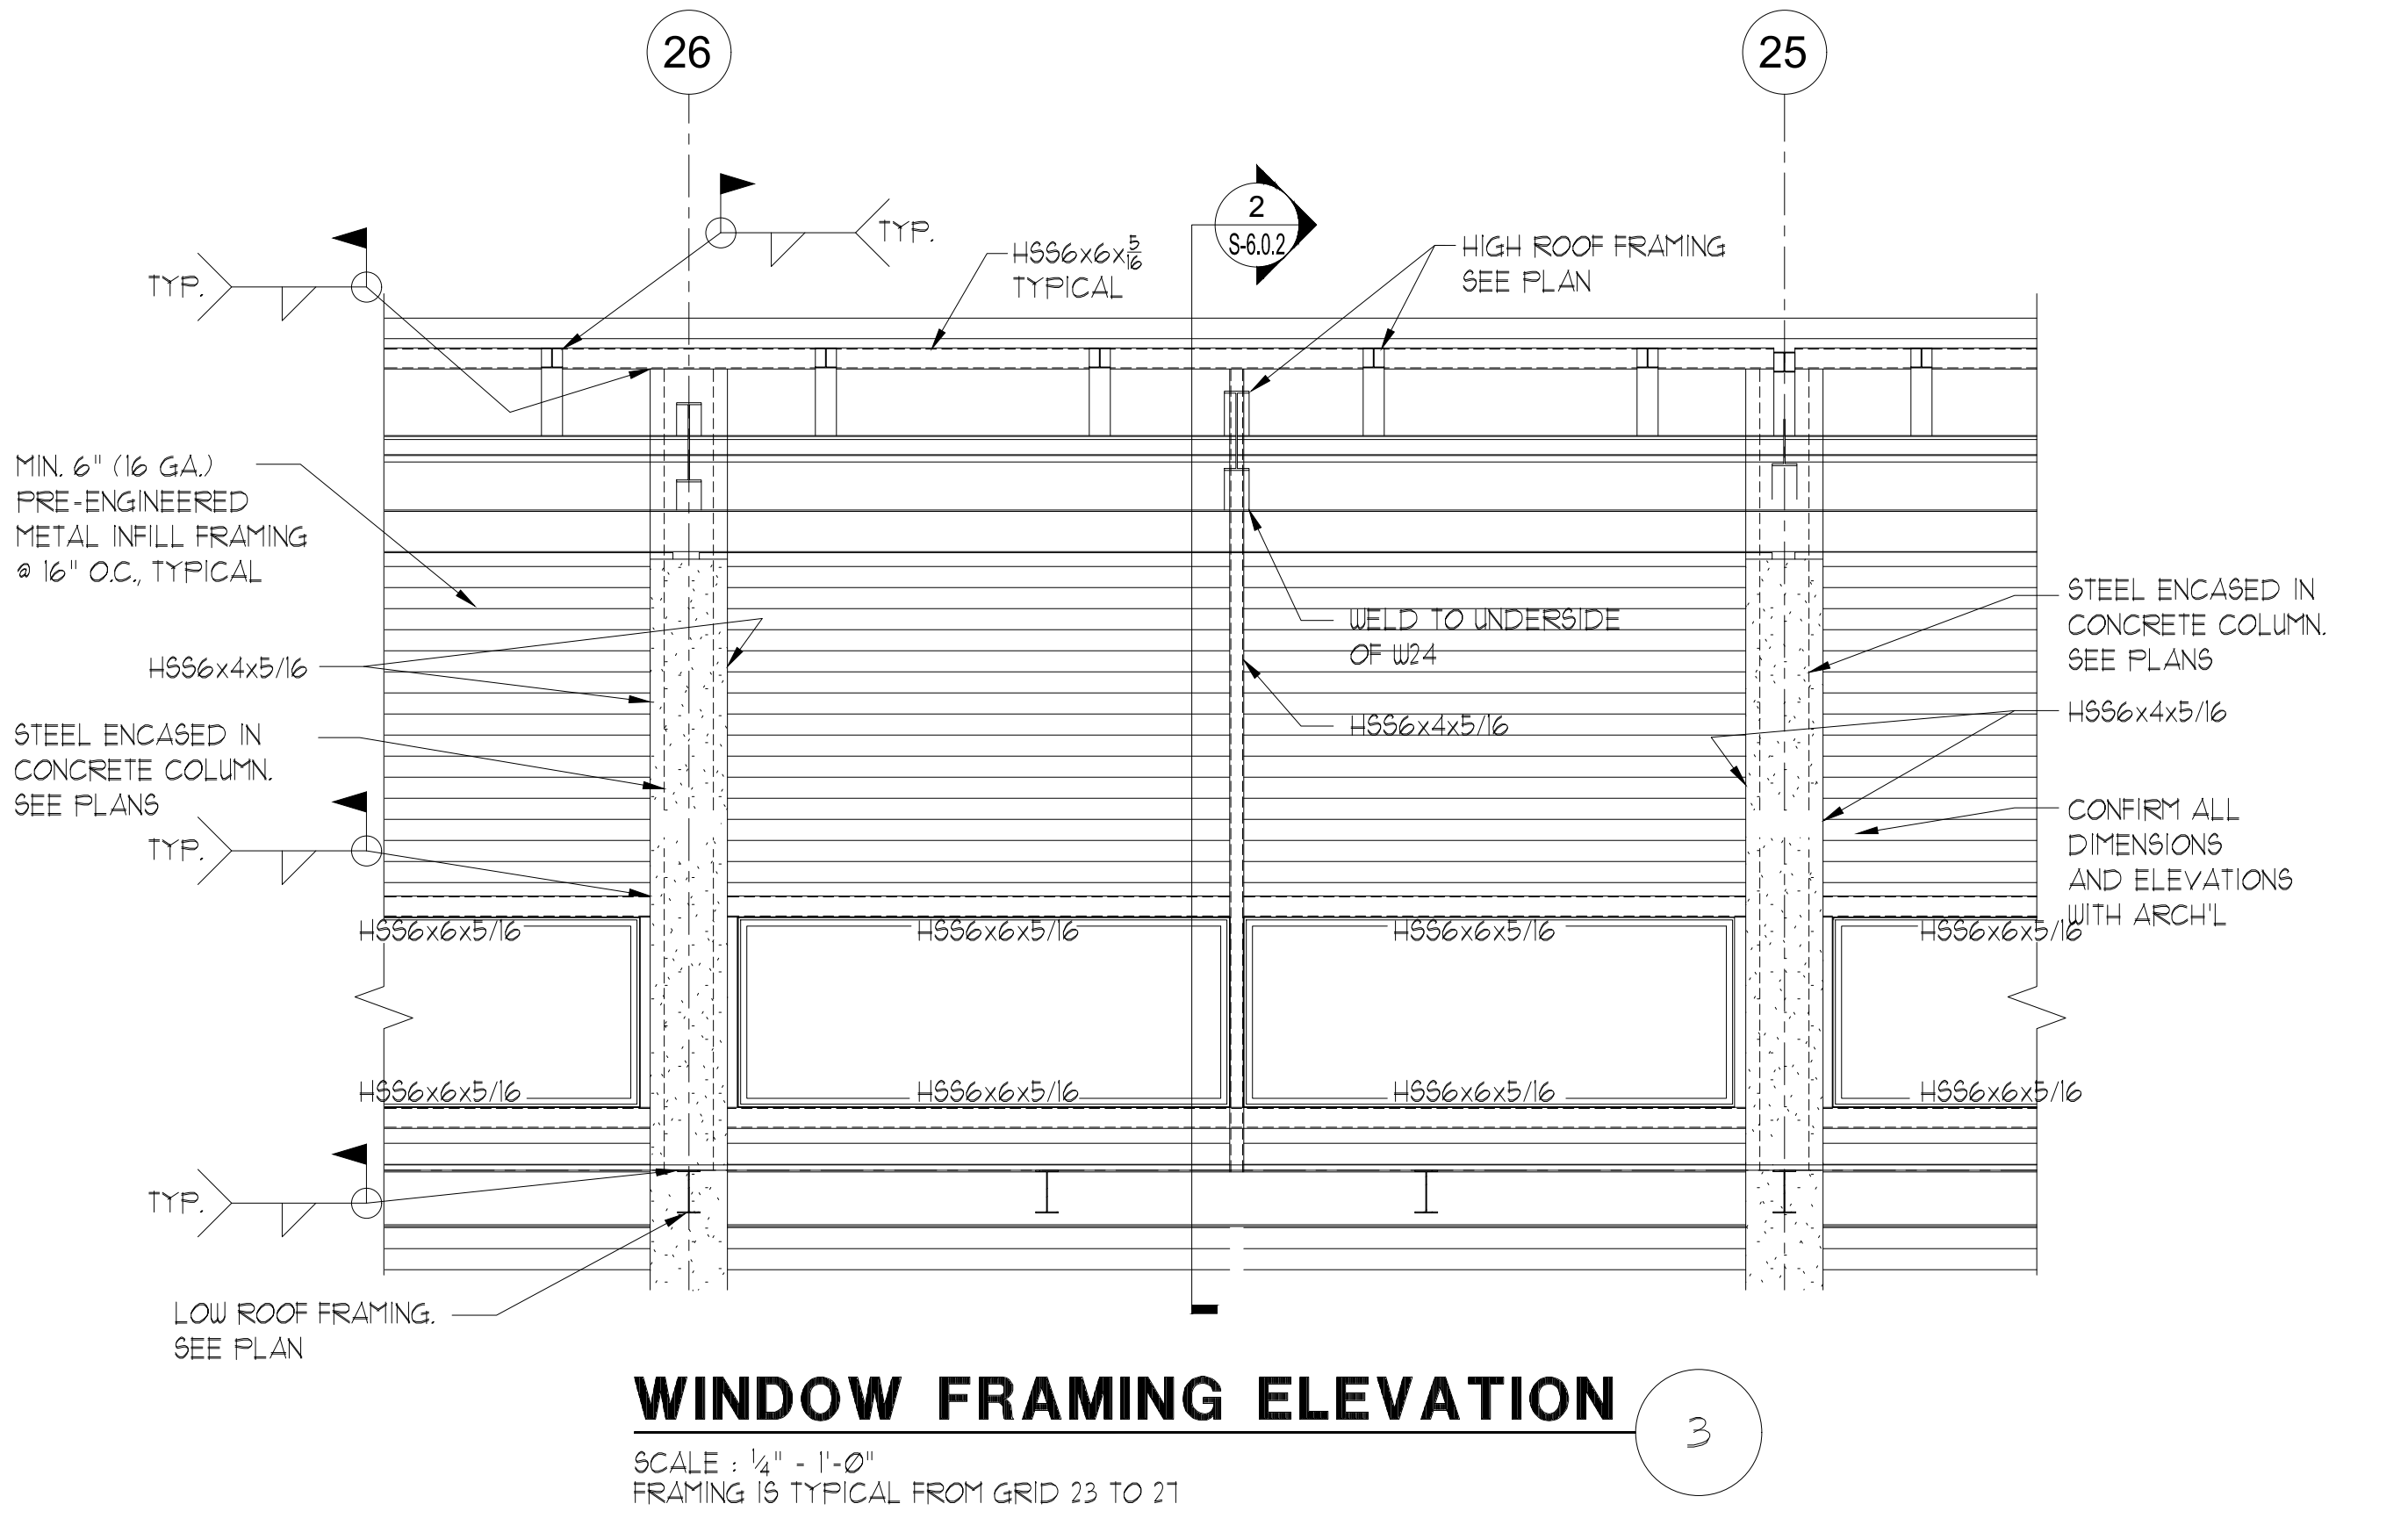 26
25
TYP.
TYP.
HSS6x6x5/16
TYPICAL
2
S-6.0.2
HIGH ROOF FRAMING
SEE PLAN
MIN. 6" (16 GA.)
PRE-ENGINEERED
METAL INFILL FRAMING
@ 16" O.C., TYPICAL
HSS6x4x5/16
STEEL ENCASED IN
CONCRETE COLUMN.
SEE PLANS
TYP.
WELD TO UNDERSIDE
OF W24
HSS6x4x5/16
STEEL ENCASED IN
CONCRETE COLUMN.
SEE PLANS
HSS6x4x5/16
CONFIRM ALL
DIMENSIONS
AND ELEVATIONS
WITH ARCH'L
HSS6x6x5/16 HSS6x6x5/16 HSS6x6x5/16 HSS6x6x5/16
HSS6x6x5/16 HSS6x6x5/16 HSS6x6x5/16 HSS6x6x5/16
TYP.
LOW ROOF FRAMING.
SEE PLAN
WINDOW FRAMING ELEVATION
3
SCALE : 1/4" - 1'-0"
FRAMING IS TYPICAL FROM GRID 23 TO 27